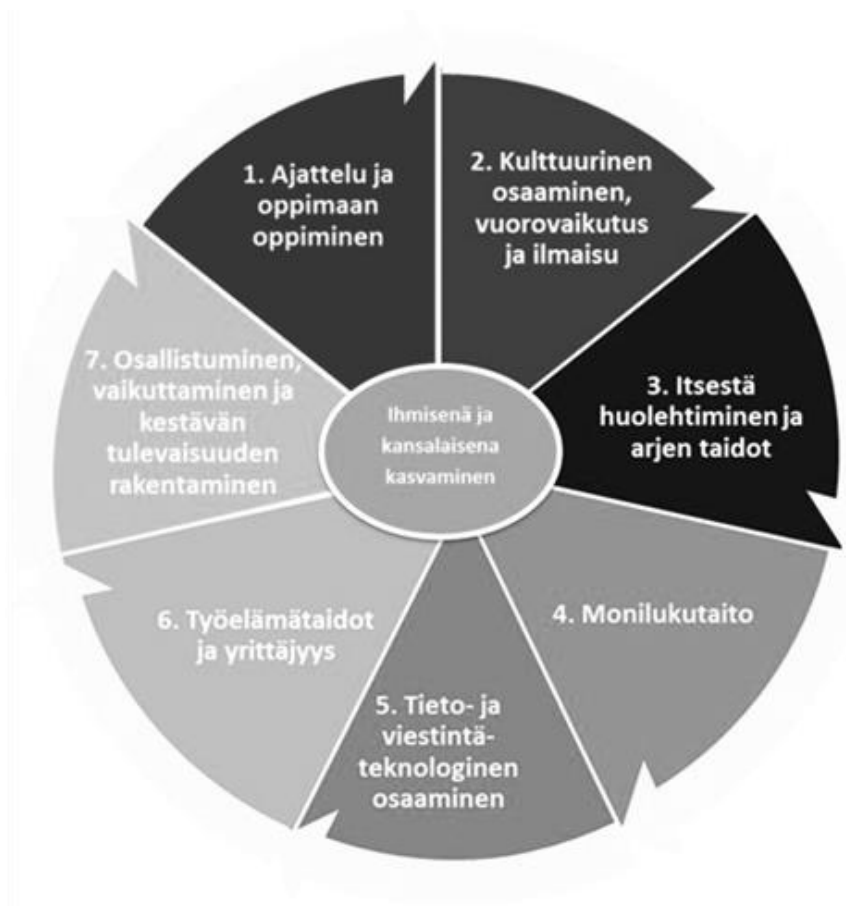 1. Ajattelu ja
oppimaan
oppiminen
2. Kulttuurinen
osaaminen,
vuorovaikutus
ja ilmaisu
3. Itsestä
huolehtiminen ja
arjen taidot
4. Monilukutaito
5. Tieto- ja
viestintä-
teknologinen
osaaminen
6. Työelämätaidot
ja yrittäjyys
7. Osallistuminen,
vaikuttaminen ja
kestävän
tulevaisuuden
rakentaminen
Ihmisenä ja
kansalaisena
kasvaminen